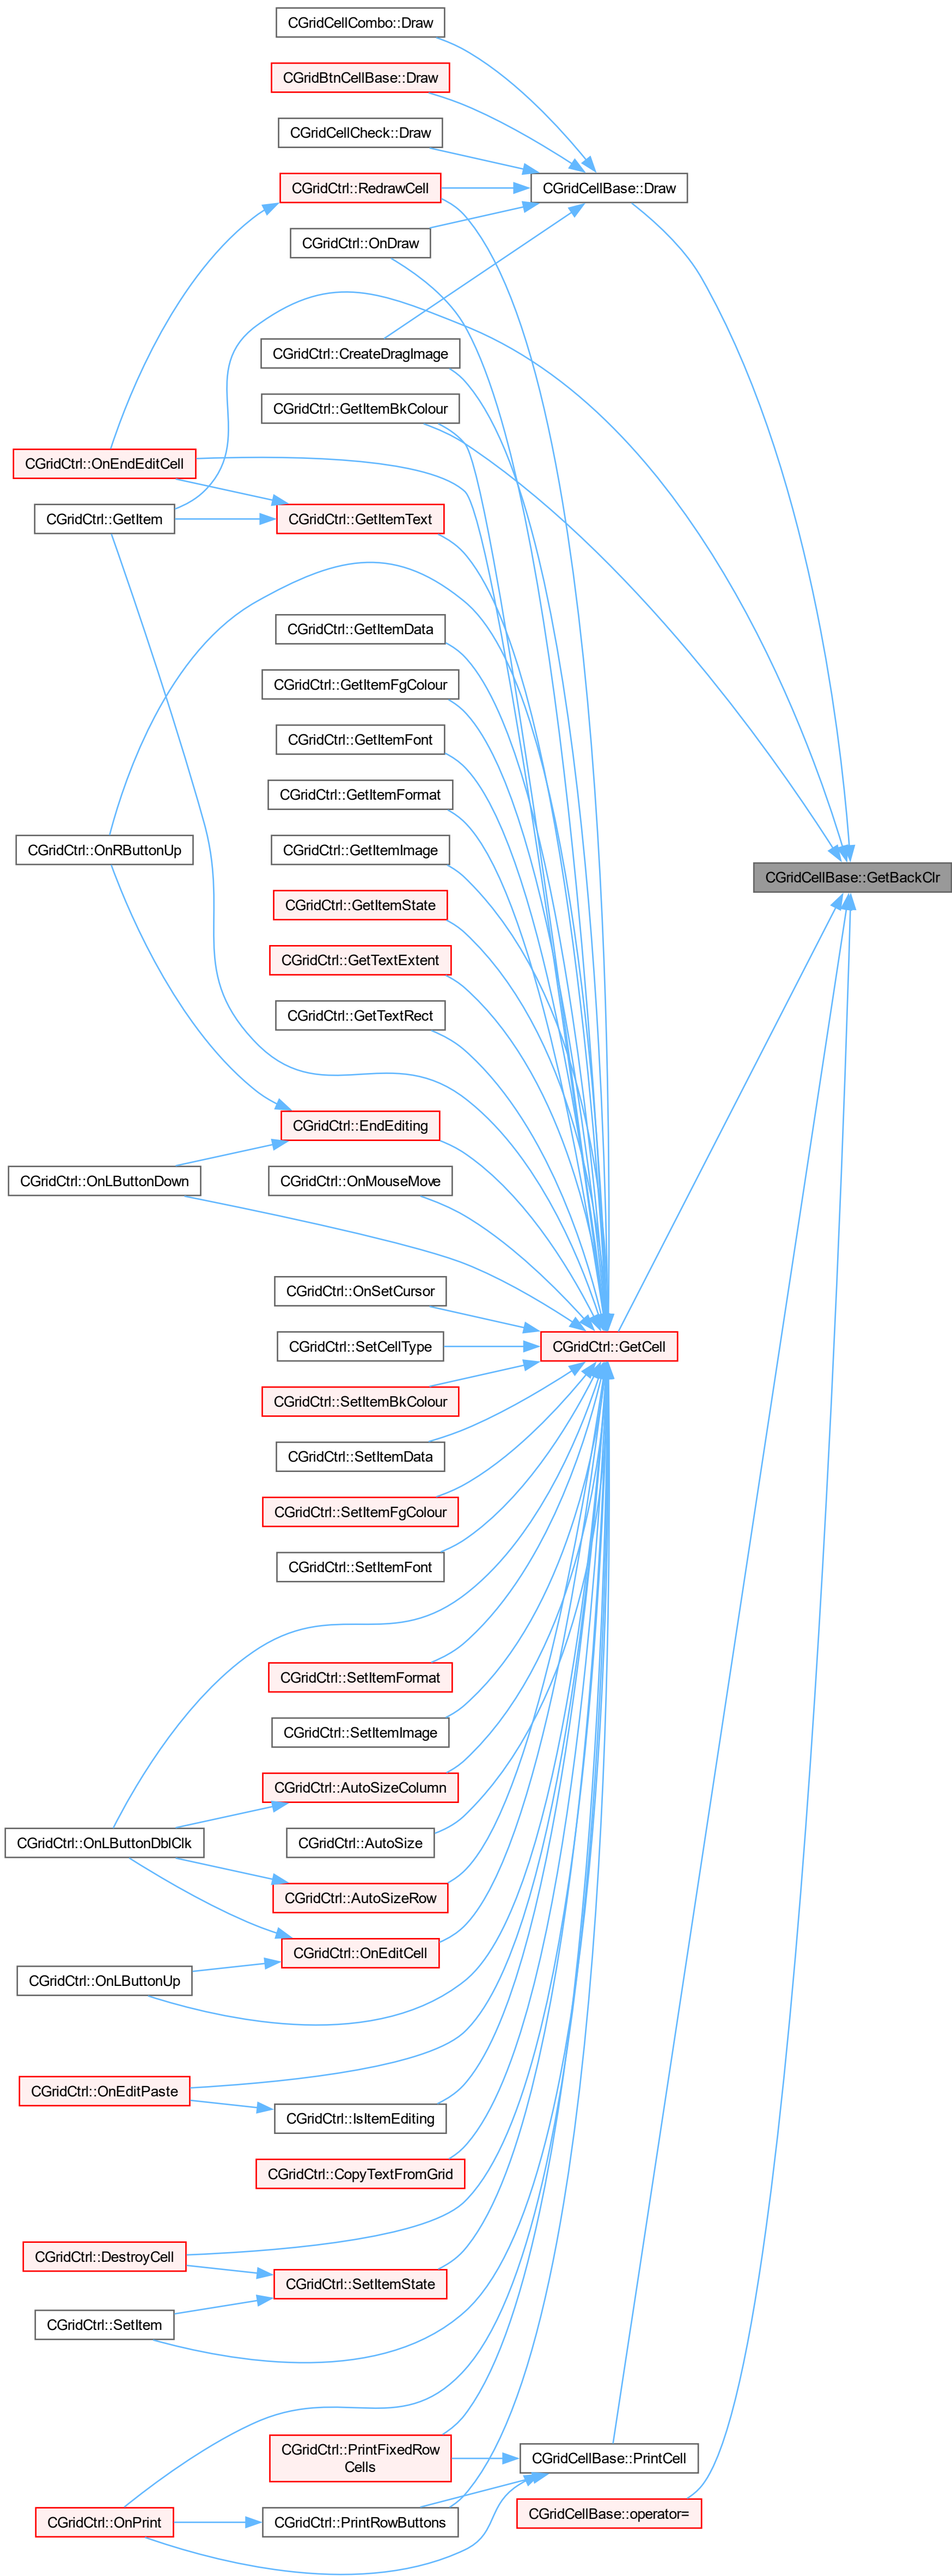 CGridCellCombo::Draw
CGridBtnCellBase::Draw
CGridCellCheck::Draw
CGridCtrl::RedrawCell
CGridCellBase::Draw
CGridCtrl::OnDraw
CGridCtrl::CreateDragImage
CGridCtrl::GetItemBkColour
CGridCtrl::OnEndEditCell
CGridCtrl::GetItem
CGridCtrl::GetItemText
CGridCtrl::GetItemData
CGridCtrl::GetItemFgColour
CGridCtrl::GetItemFont
CGridCtrl::GetItemFormat
CGridCtrl::OnRButtonUp
CGridCtrl::GetItemImage
CGridCellBase::GetBackClr
CGridCtrl::GetItemState
CGridCtrl::GetTextExtent
CGridCtrl::GetTextRect
CGridCtrl::EndEditing
CGridCtrl::OnLButtonDown
CGridCtrl::OnMouseMove
CGridCtrl::OnSetCursor
CGridCtrl::SetCellType
CGridCtrl::GetCell
CGridCtrl::SetItemBkColour
CGridCtrl::SetItemData
CGridCtrl::SetItemFgColour
CGridCtrl::SetItemFont
CGridCtrl::SetItemFormat
CGridCtrl::SetItemImage
CGridCtrl::AutoSizeColumn
CGridCtrl::OnLButtonDblClk
CGridCtrl::AutoSize
CGridCtrl::AutoSizeRow
CGridCtrl::OnEditCell
CGridCtrl::OnLButtonUp
CGridCtrl::OnEditPaste
CGridCtrl::IsItemEditing
CGridCtrl::CopyTextFromGrid
CGridCtrl::DestroyCell
CGridCtrl::SetItemState
CGridCtrl::SetItem
CGridCtrl::PrintFixedRow
Cells
CGridCellBase::PrintCell
CGridCellBase::operator=
CGridCtrl::OnPrint
CGridCtrl::PrintRowButtons